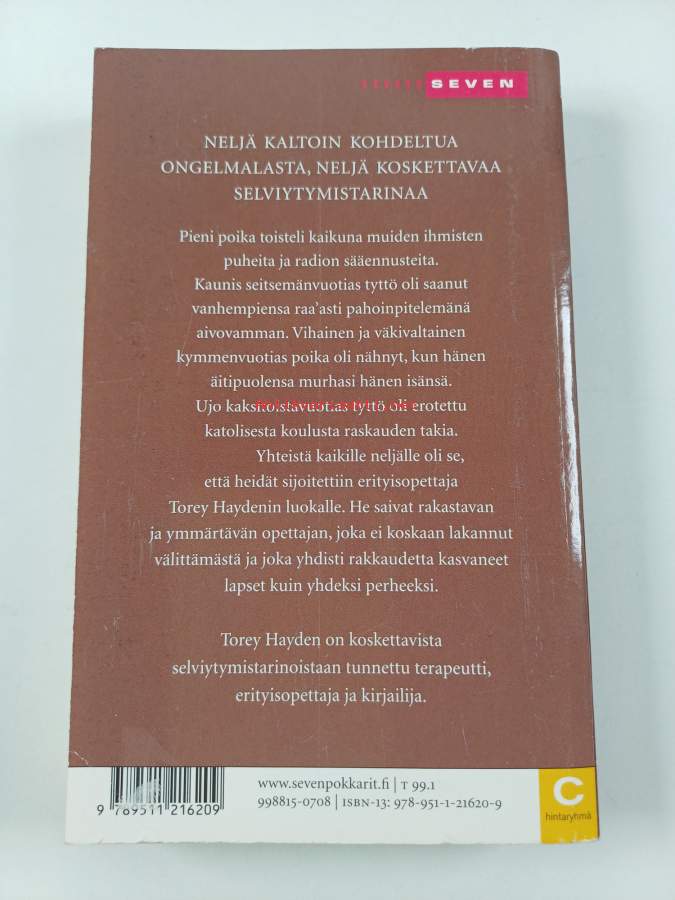 SEVEN
NELJÄ KALTOIN KOHDELTUA
ONGELMALASTA, NELJÄ KOSKETTAVAA
SELVIYTYMISTARINAA
Pieni poika toisteli kaikuna muiden ihmisten
puheita ja radion sääennusteita.
Kaunis seitsemänvuotias tyttö oli saanut
vanhempiensa raa’asti pahoinpitelemänä
aivovamman. Vihainen ja väkivaltainen
kymmenvuotias poika oli nähnyt, kun hänen
äitipuolensa murhasi hänen isänsä.
Ujo kaksitoistavuotias tyttö oli erotettu
katolisesta koulusta raskauden takia.
Yhteistä kaikille neljälle oli se,
että heidät sijoitettiin erityisopettaja
Torey Haydenin luokalle. He saivat rakastavan
ja ymmärtävän opettajan, joka ei koskaan lakannut
välittämästä ja joka yhdisti rakkaudetta kasvaneet
lapset kuin yhdeksi perheeksi.
Torey Hayden on koskettavista
selviytymistarinoistaan tunnettu terapeutti,
erityisopettaja ja kirjailija.
www.sevenpokkarit.fi | T 99.1
998815-0708 | ISBN-13: 978-951-1-21620-9
9 789511 216209
C
hintaryhmä